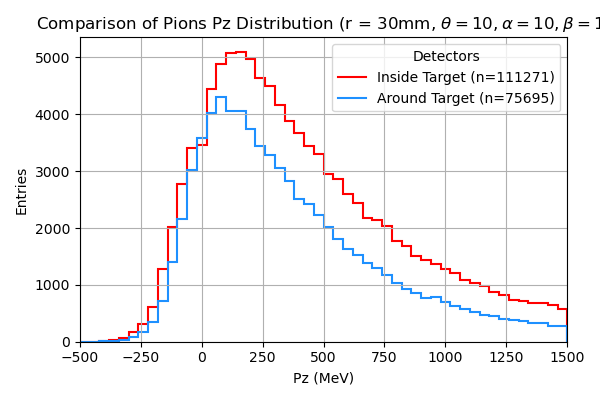 Comparison of Pions Pz Distribution (r = 30mm, θ = 10, α = 10, β = 1
Detectors
Inside Target (n=111271)
Around Target (n=75695)
Entries
5000
4000
3000
2000
1000
0
−500 −250 0 250 500 750 1000 1250 1500
Pz (MeV)